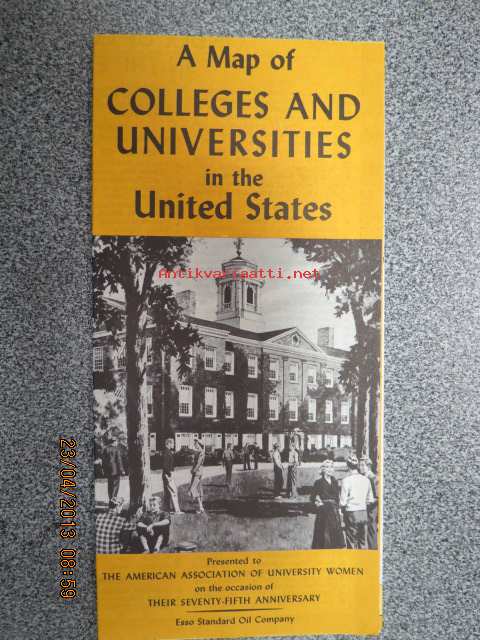 A Map of
COLLEGES AND
UNIVERSITIES
in the
United States
Antikvariaatti.net
Presented to
THE AMERICAN ASSOCIATION OF UNIVERSITY WOMEN
on the occasion of
THEIR SEVENTY-FIFTH ANNIVERSARY
Esso Standard Oil Company
23/04/2013 08:59